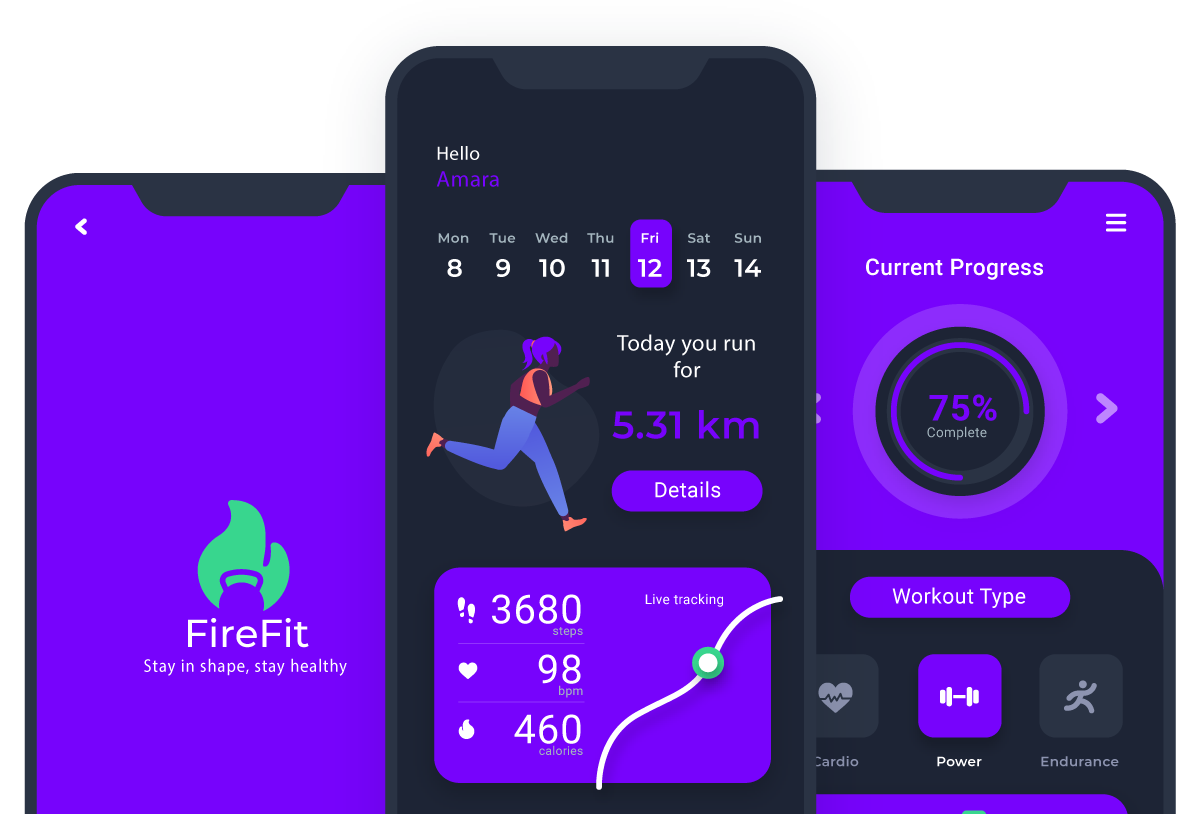 FireFit
Stay in shape, stay healthy
Hello
Amara
Mon Tue Wed Thu Fri Sat Sun
8 9 10 11 12 13 14
Today you run
for
5.31 km
Details
3680
steps
98
bpm
460
calories
Live tracking
Current Progress
75%
Complete
Workout Type
Cardio Power Endurance